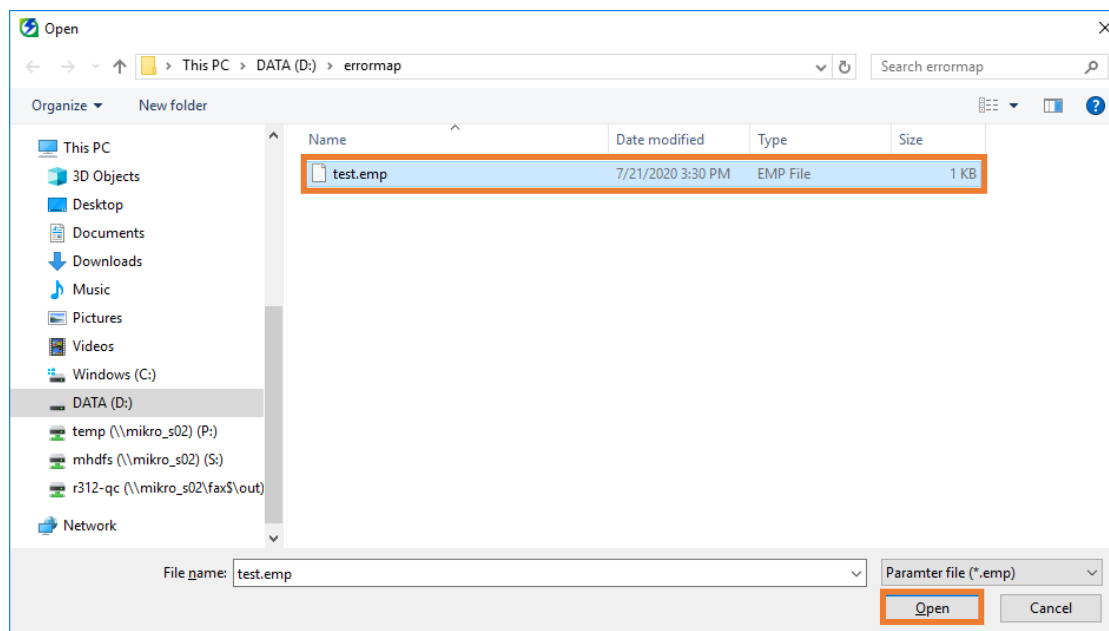 Open
This PC > DATA (D:) > errormap
Search errormap
Organize
New folder
Name
Date modified
Type
Size
test.emp
7/21/2020 3:30 PM
EMP File
1 KB
This PC
3D Objects
Desktop
Documents
Downloads
Music
Pictures
Videos
Windows (C:)
DATA (D:)
temp (\\mikro_s02) (P:)
mhdfs (\\mikro_s02) (S:)
r312-qc (\\mikro_s02\fax$\out)
Network
File name:
test.emp
Paramter file (*.emp)
Open
Cancel